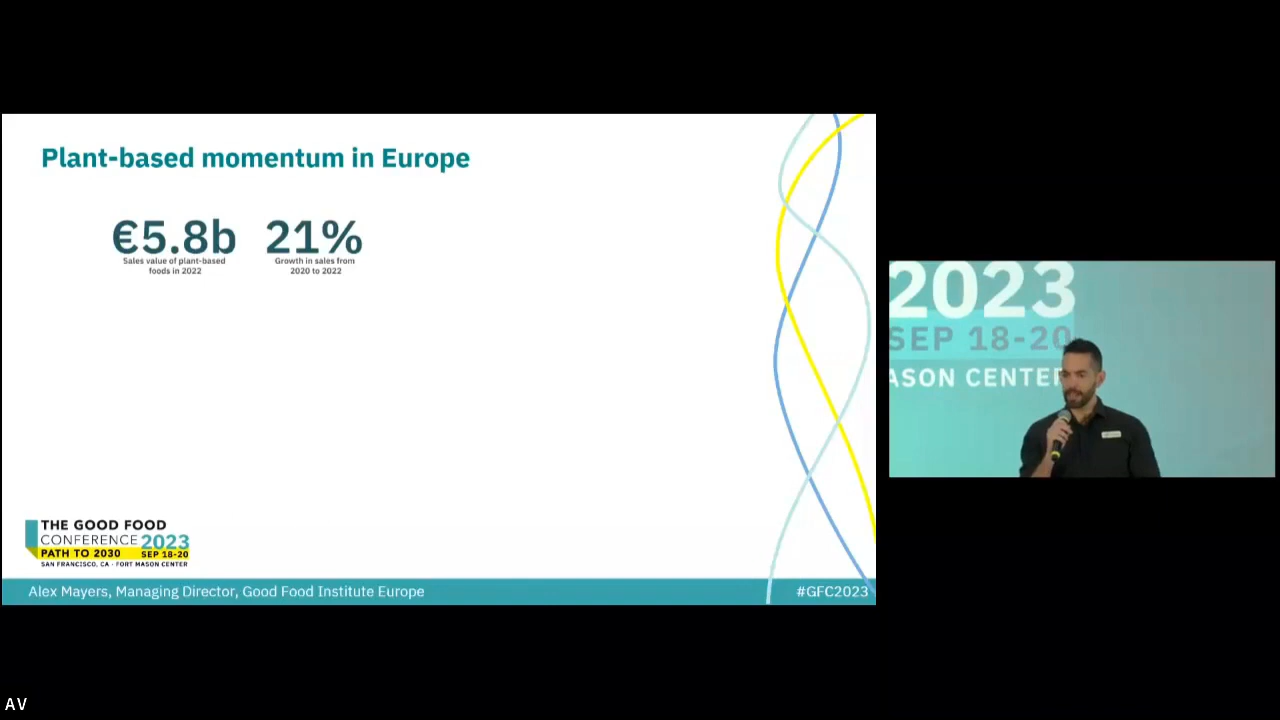 Plant-based momentum in Europe
€5.8b
Sales value of plant-based
foods in 2022
21%
Growth in sales from
2020 to 2022
THE GOOD FOOD
CONFERENCE 2023
PATH TO 2030 SEP 18-20
SAN FRANCISCO, CA - FORT MASON CENTER
Alex Mayers, Managing Director, Good Food Institute Europe
#GFC2023
2023
SEP 18-20
ASON CENTER
AV